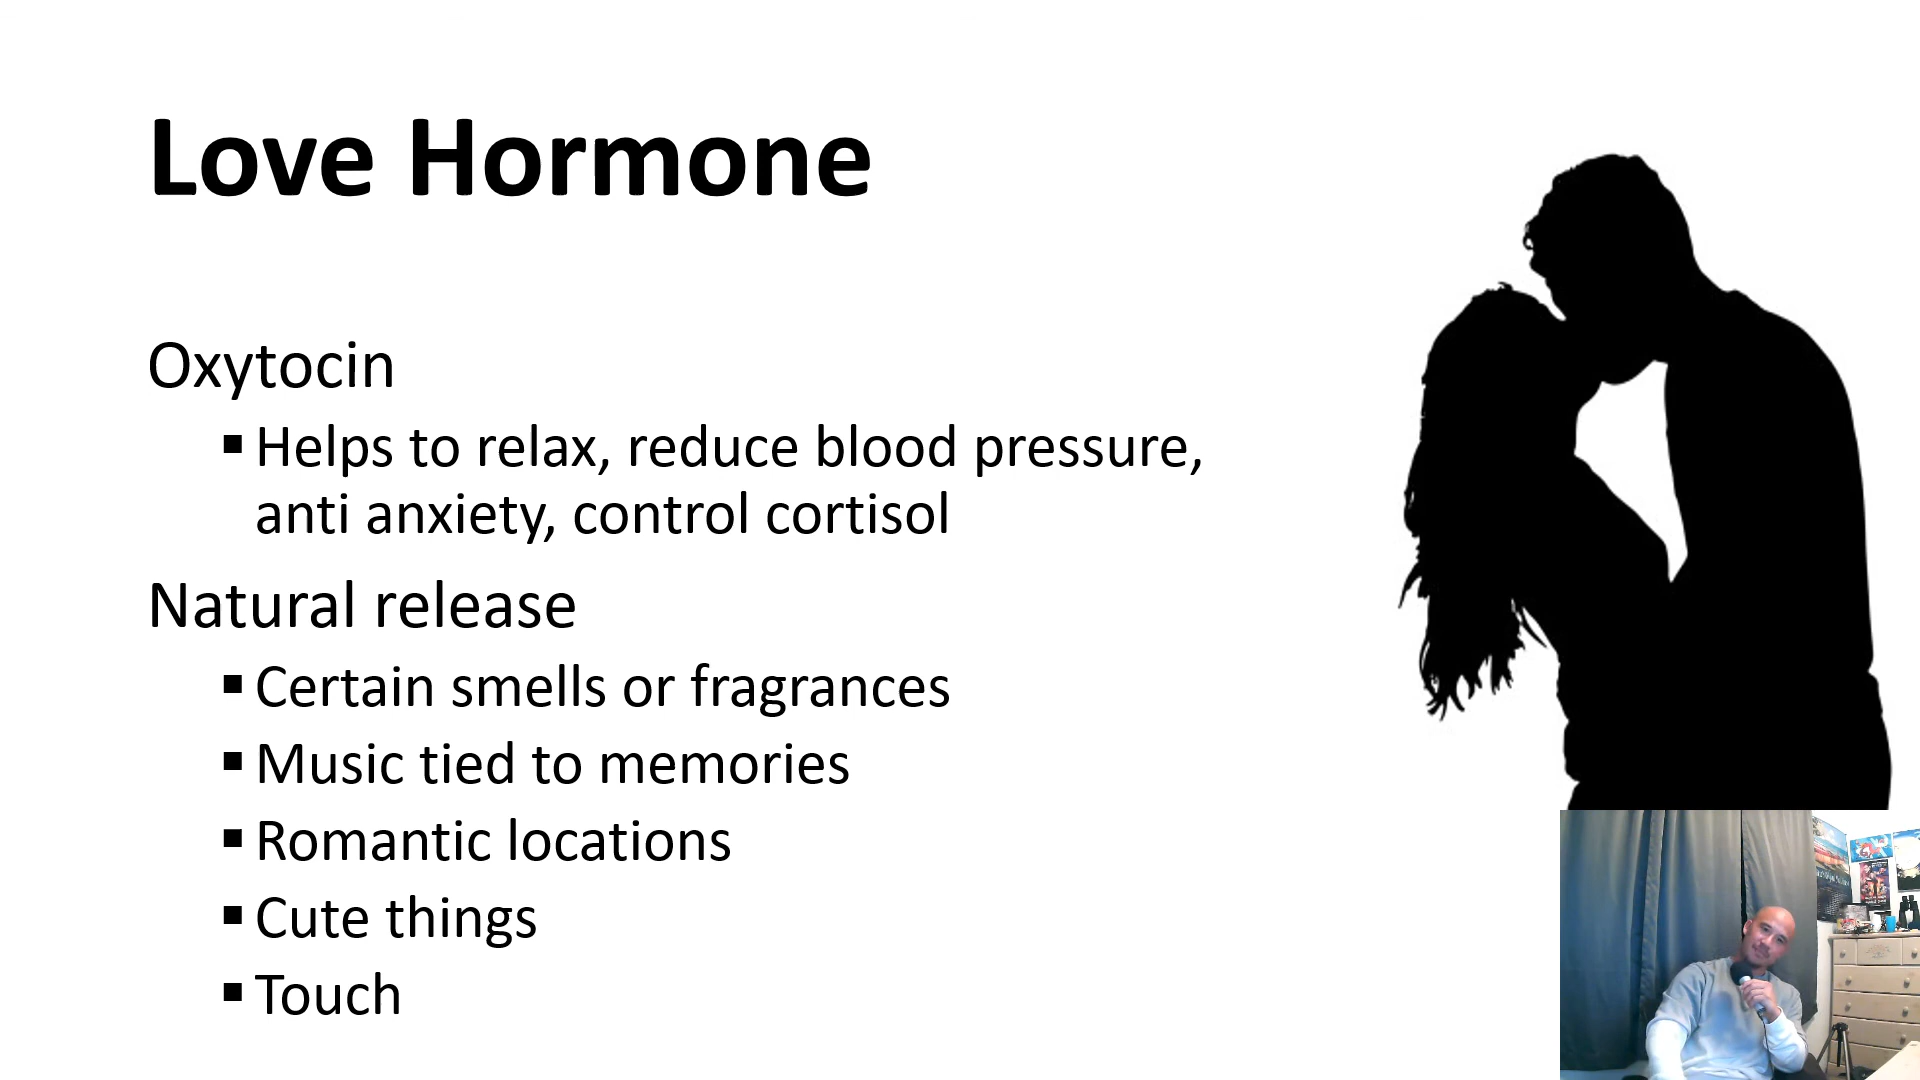 Love Hormone
Oxytocin
▪ Helps to relax, reduce blood pressure,
anti anxiety, control cortisol
Natural release
▪ Certain smells or fragrances
▪ Music tied to memories
▪ Romantic locations
▪ Cute things
▪ Touch